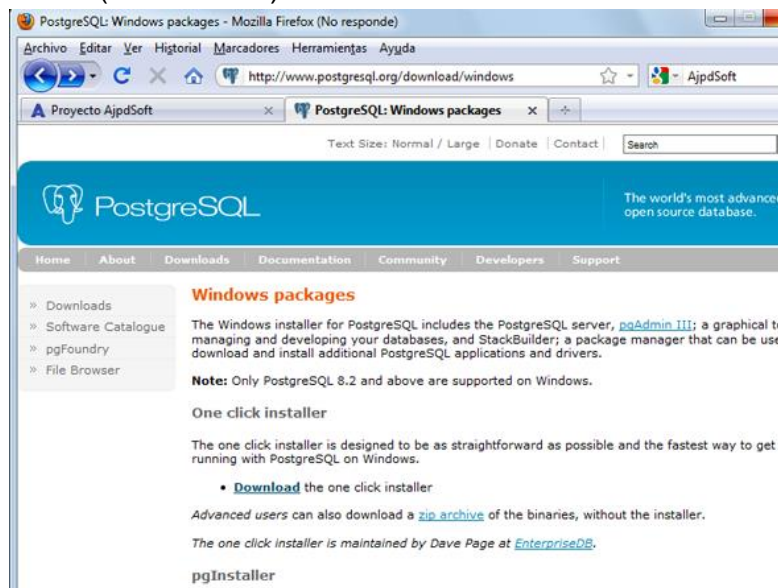 PostgreSQL: Windows packages - Mozilla Firefox (No responde)
Archivo Editar Ver Historial Marcadores Herramientas Ayuda
http://www.postgresql.org/download/windows AjpdSoft
Proyecto AjpdSoft PostgreSQL: Windows packages
Text Size: Normal / Large | Donate | Contact | Search
PostgreSQL
The world's most advanced
open source database.
Home About Downloads Documentation Community Developers Support
» Downloads
» Software Catalogue
» pgFoundry
» File Browser
Windows packages
The Windows installer for PostgreSQL includes the PostgreSQL server, pgAdmin III; a graphical
managing and developing your databases, and StackBuilder; a package manager that can be use
download and install additional PostgreSQL applications and drivers.
Note: Only PostgreSQL 8.2 and above are supported on Windows.
One click installer
The one click installer is designed to be as straightforward as possible and the fastest way to get
running with PostgreSQL on Windows.
• Download the one click installer
Advanced users can also download a zip archive of the binaries, without the installer.
The one click installer is maintained by Dave Page at EnterpriseDB.
pgInstaller